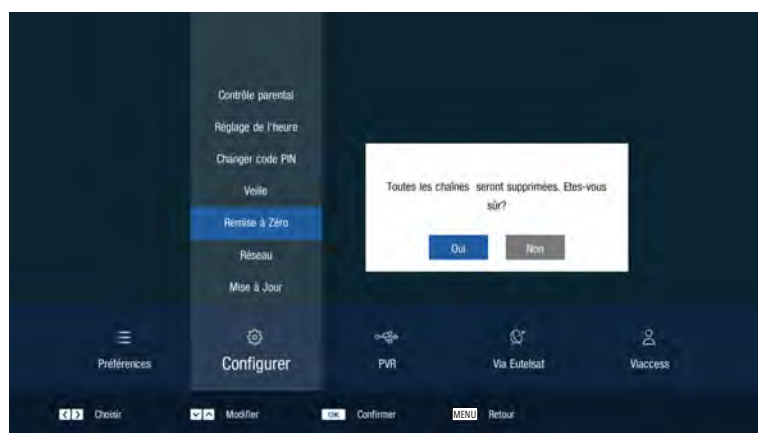 Contrôle parental
Réglage de l'heure
Changer code PIN
Veille
Remise à Zéro
Réseau
Mise à Jour
Toutes les chaînes seront supprimées. Etes-vous
sûr?
Oui
Non
Préférences
Configurer
PVR
Via Eutelsat
Viaccess
Choisir
Modifier
OK
Confirmer
MENU
Retour